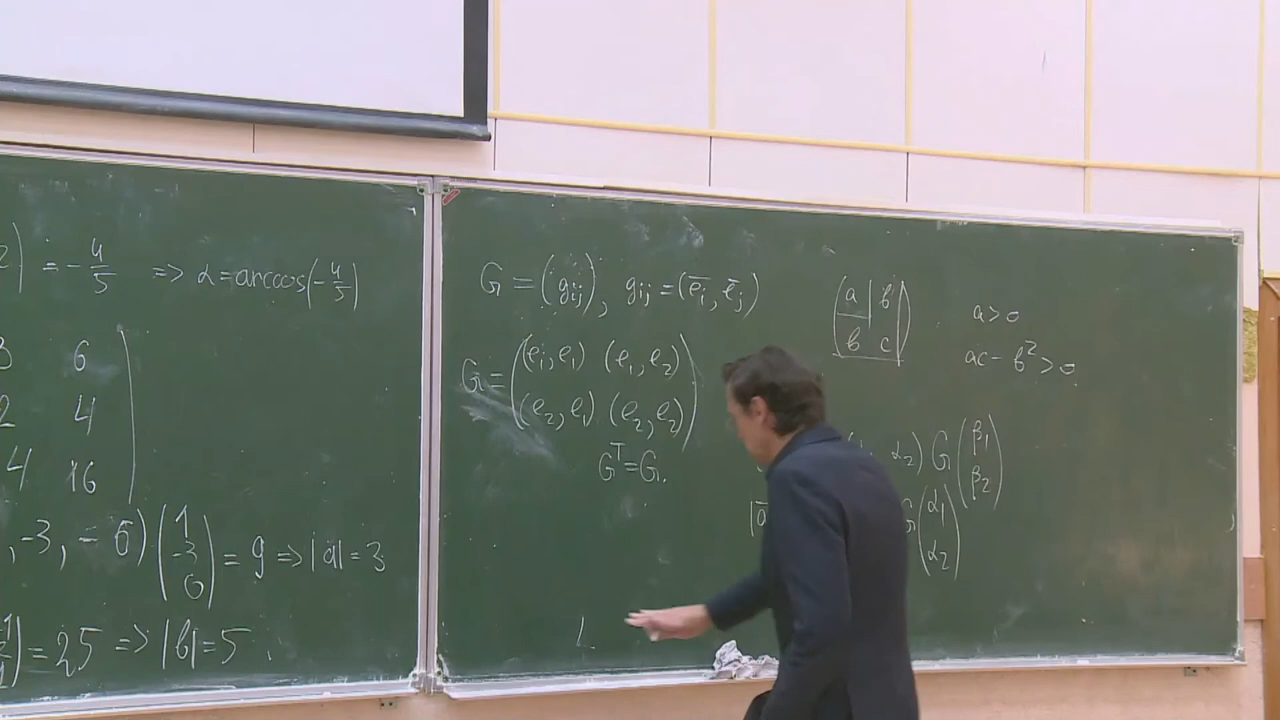 2) = -4/5 => α = arccos(-4/5)
3 6
2 4
4 16
, -3, -6) (1 -3 0) = 9 => |a| = 3
= 25 => |b| = 5.
G = (gij), gij = (ēi, ēj)
G = ((e1, e1) (e1, e2)
(e2, e1) (e2, e2))
G^T = G.
(a b
b c)
a > 0
ac - b² > 0.
α2) G (β1 β2)
|a
G (α1 α2)
L